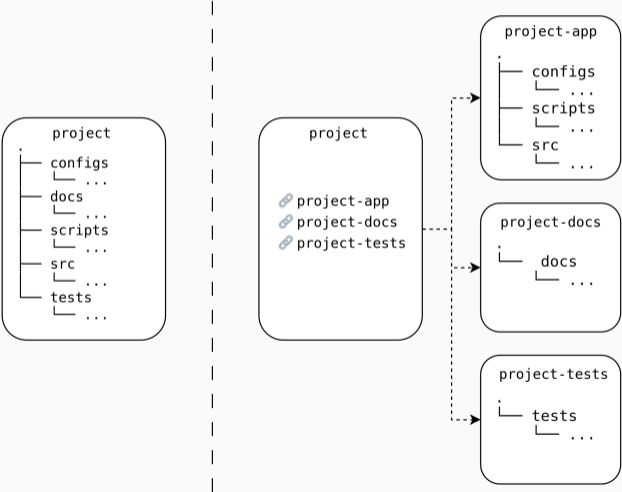 project
.
├── configs
    └── ...
├── docs
    └── ...
├── scripts
    └── ...
├── src
    └── ...
└── tests
    └── ...
project
🔗 project-app
🔗 project-docs
🔗 project-tests
project-app
.
├── configs
    └── ...
├── scripts
    └── ...
└── src
    └── ...
project-docs
.
└── docs
    └── ...
project-tests
.
└── tests
    └── ...